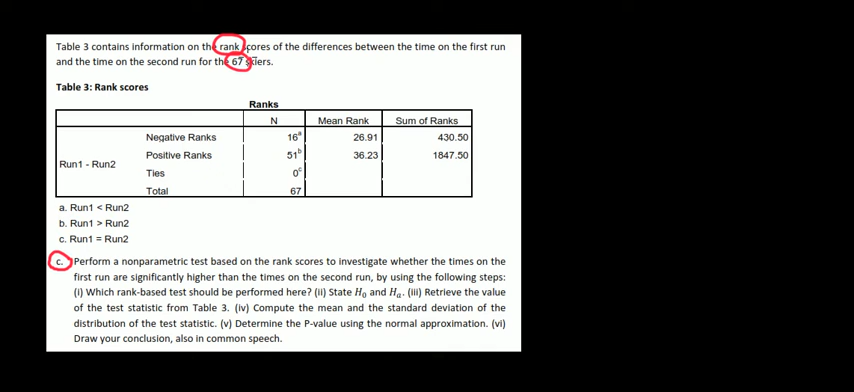 Table 3 contains information on the rank scores of the differences between the time on the first run
and the time on the second run for the 67 skiers.
Table 3: Rank scores
Ranks
N Mean Rank Sum of Ranks
Run1 - Run2
Negative Ranks 16a 26.91 430.50
Positive Ranks 51b 36.23 1847.50
Ties 0c
Total 67
a. Run1 < Run2
b. Run1 > Run2
c. Run1 = Run2
c. Perform a nonparametric test based on the rank scores to investigate whether the times on the
first run are significantly higher than the times on the second run, by using the following steps:
(i) Which rank-based test should be performed here? (ii) State H0 and Ha. (iii) Retrieve the value
of the test statistic from Table 3. (iv) Compute the mean and the standard deviation of the
distribution of the test statistic. (v) Determine the P-value using the normal approximation. (vi)
Draw your conclusion, also in common speech.